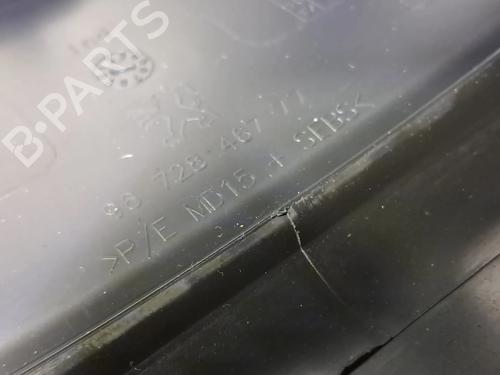 B-PARTS
96 728 467 77
>P/E MD15 + SEBS<